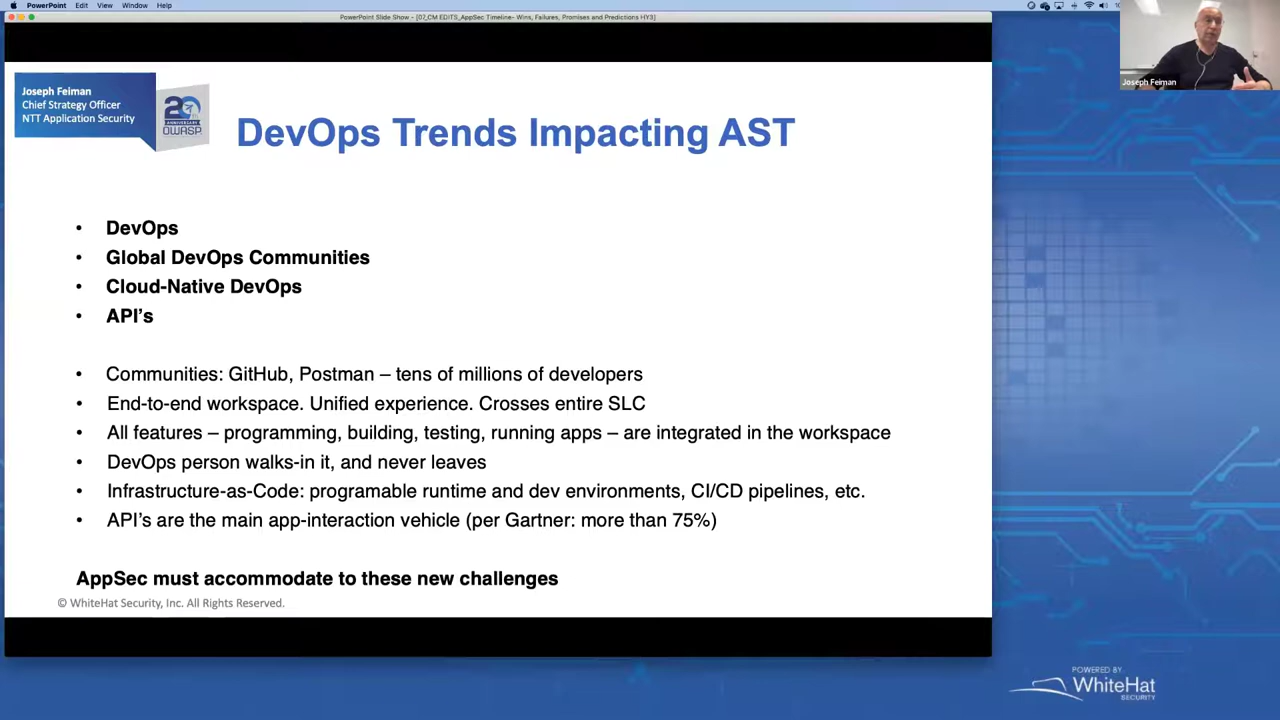 PowerPoint Edit View Window Help
PowerPoint Slide Show - [07_CM EDITS_AppSec Timeline- Wins, Failures, Promises and Predictions HY3]
Joseph Feiman
Joseph Feiman
Chief Strategy Officer
NTT Application Security
20
ANNIVERSARY
OWASP
DevOps Trends Impacting AST
• DevOps
• Global DevOps Communities
• Cloud-Native DevOps
• API's
• Communities: GitHub, Postman – tens of millions of developers
• End-to-end workspace. Unified experience. Crosses entire SLC
• All features – programming, building, testing, running apps – are integrated in the workspace
• DevOps person walks-in it, and never leaves
• Infrastructure-as-Code: programable runtime and dev environments, CI/CD pipelines, etc.
• API's are the main app-interaction vehicle (per Gartner: more than 75%)
AppSec must accommodate to these new challenges
© WhiteHat Security, Inc. All Rights Reserved.
POWERED BY
WhiteHat
SECURITY